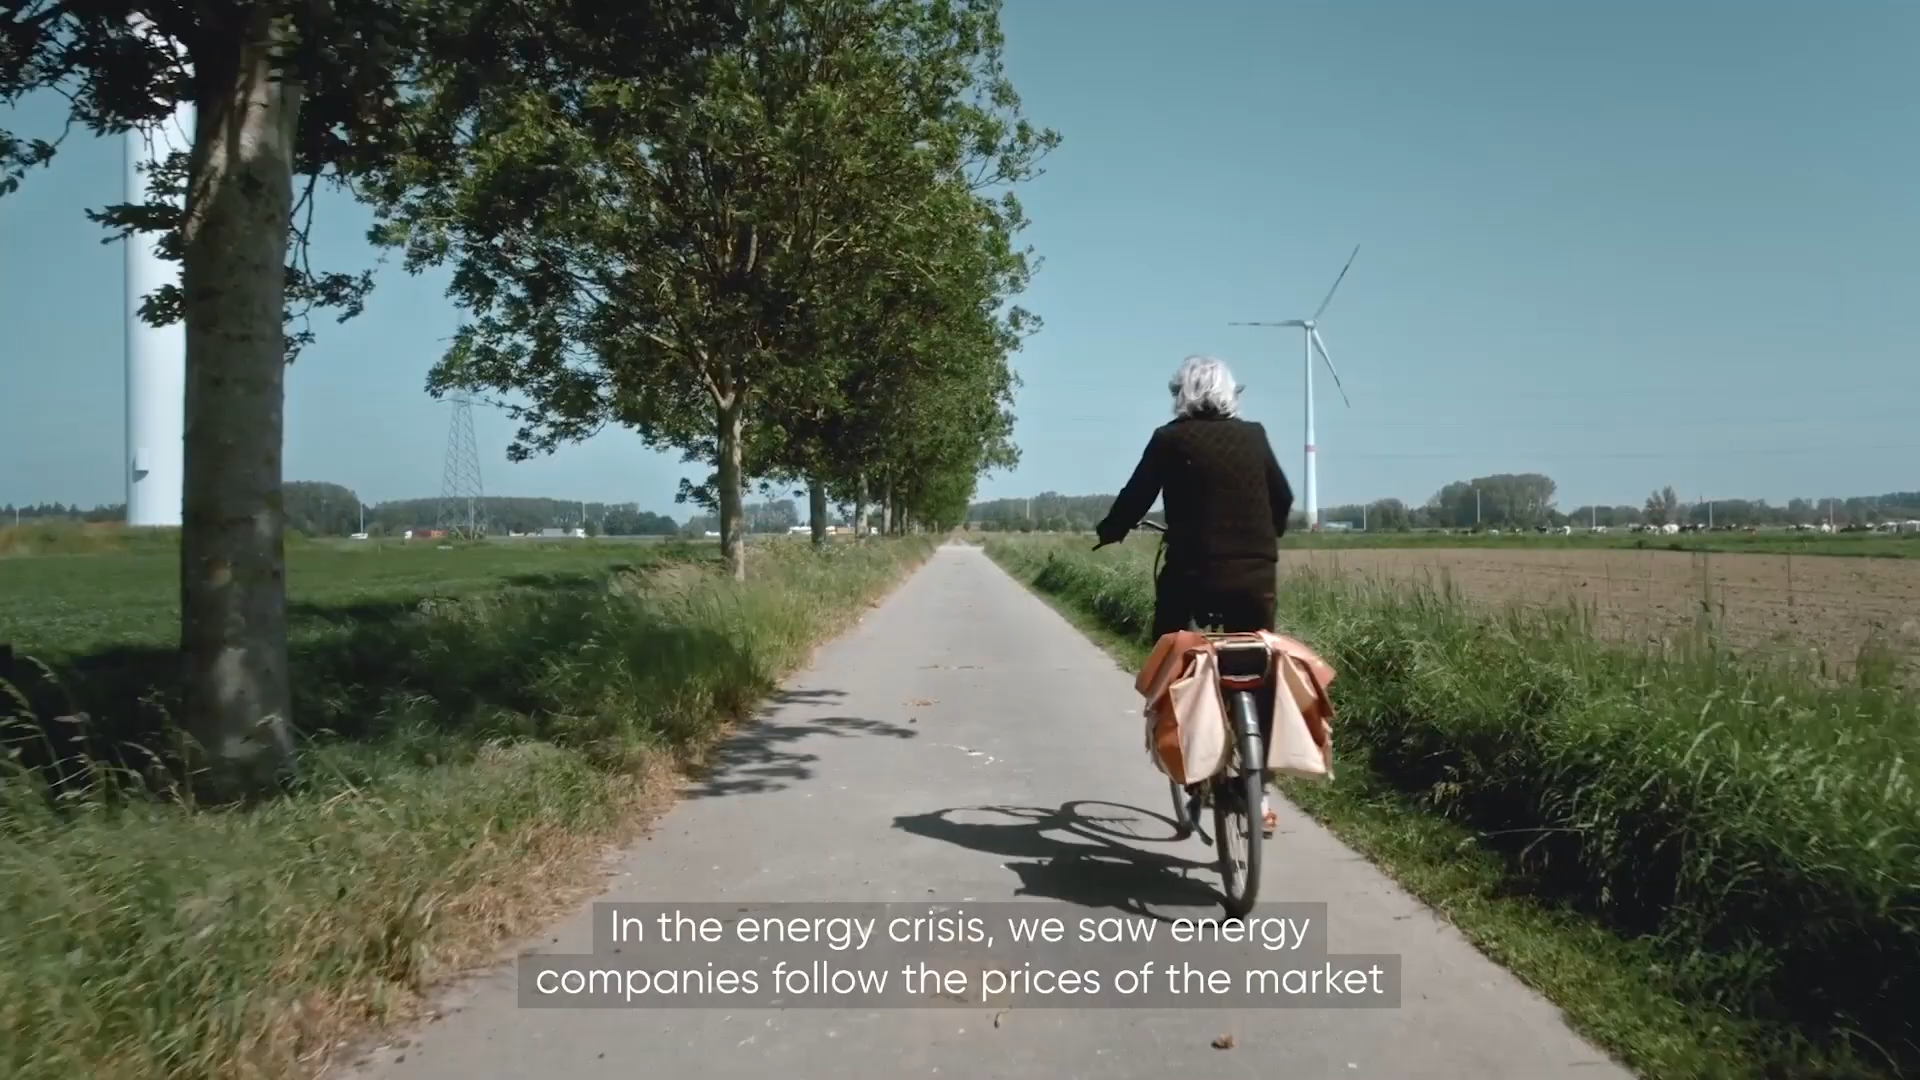 In the energy crisis, we saw energy
companies follow the prices of the market